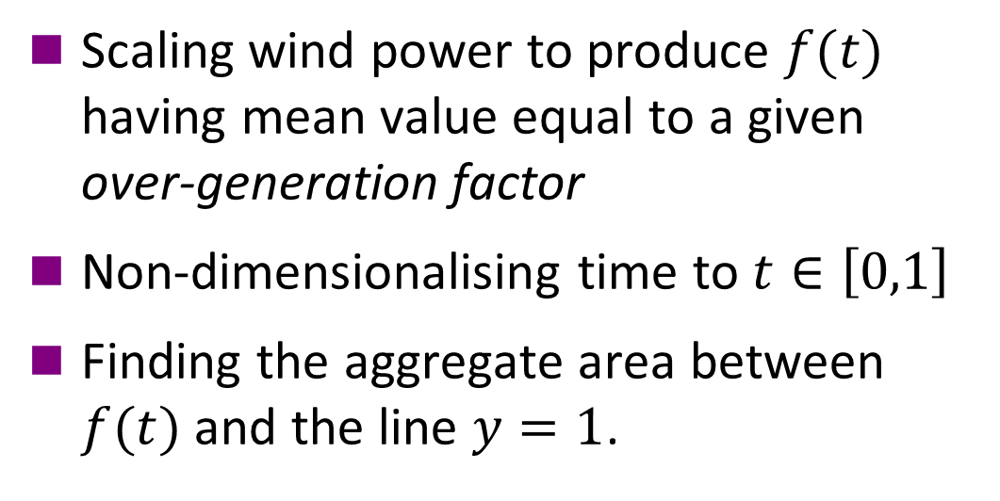 Scaling wind power to produce f(t)
having mean value equal to a given
over-generation factor
Non-dimensionalising time to t ∈ [0,1]
Finding the aggregate area between
f(t) and the line y = 1.